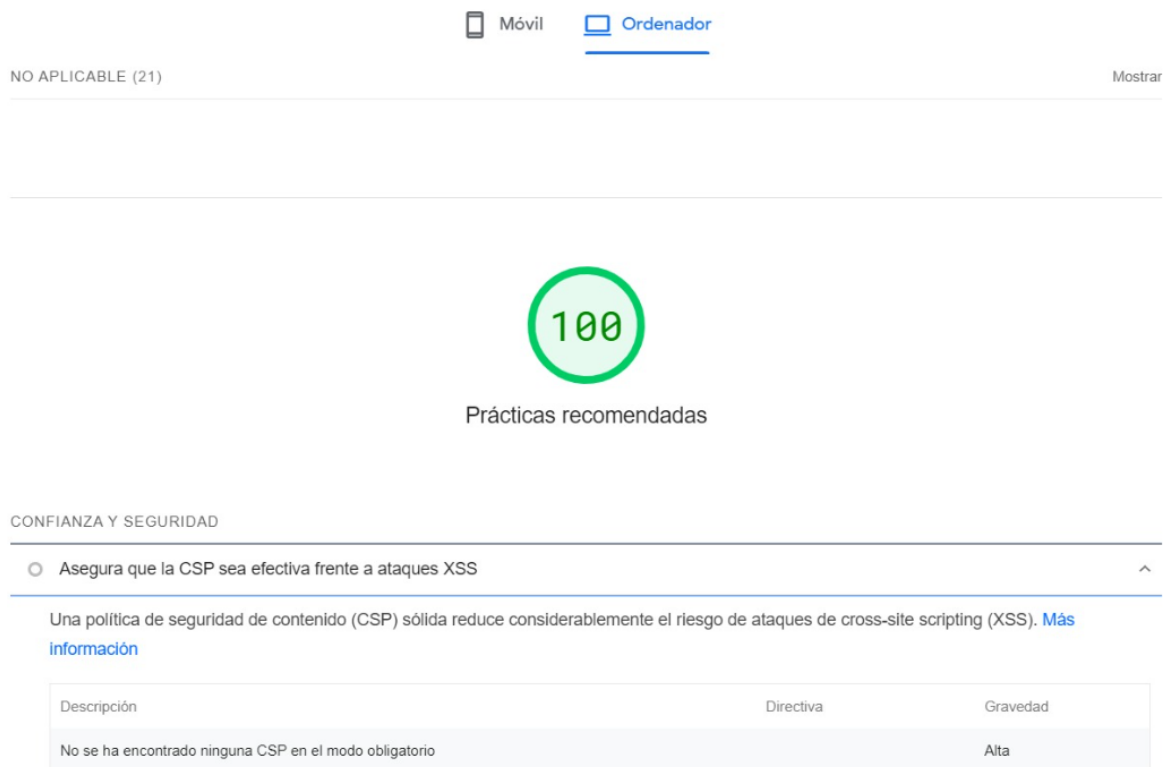 Móvil Ordenador
NO APLICABLE (21) Mostrar
100
Prácticas recomendadas
CONFIANZA Y SEGURIDAD
Asegura que la CSP sea efectiva frente a ataques XSS
Una política de seguridad de contenido (CSP) sólida reduce considerablemente el riesgo de ataques de cross-site scripting (XSS). Más
información
Descripción Directiva Gravedad
No se ha encontrado ninguna CSP en el modo obligatorio Alta